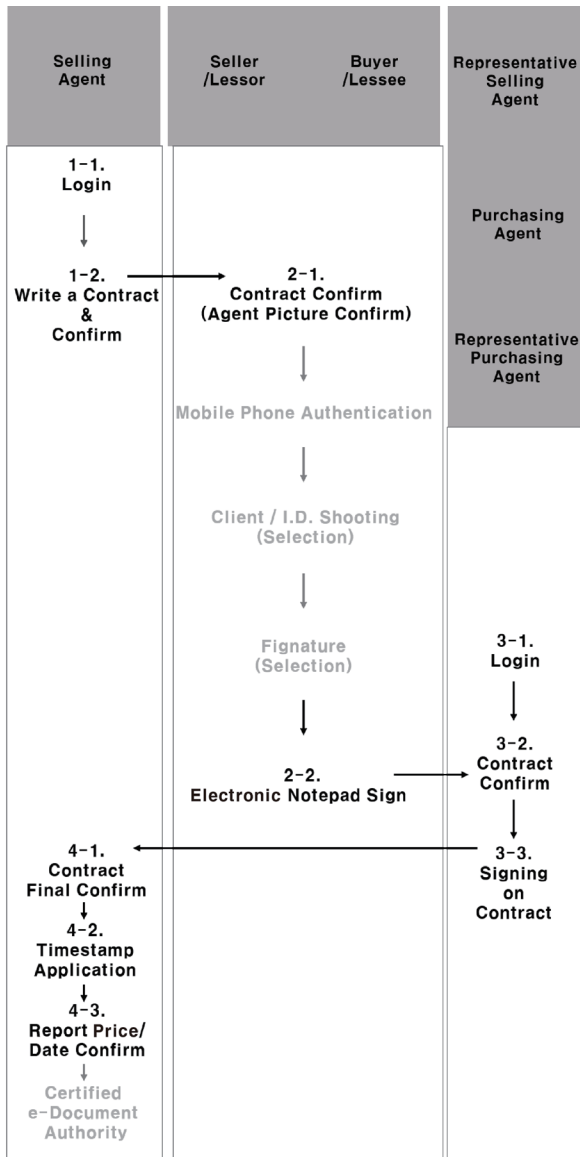 Selling
Agent
Seller
/Lessor
Buyer
/Lessee
Representative
Selling
Agent
Purchasing
Agent
Representative
Purchasing
Agent
1-1.
Login
1-2.
Write a Contract
&
Confirm
2-1.
Contract Confirm
(Agent Picture Confirm)
Mobile Phone Authentication
Client / I.D. Shooting
(Selection)
Fignature
(Selection)
2-2.
Electronic Notepad Sign
3-1.
Login
3-2.
Contract
Confirm
3-3.
Signing
on
Contract
4-1.
Contract
Final Confirm
4-2.
Timestamp
Application
4-3.
Report Price/
Date Confirm
Certified
e-Document
Authority